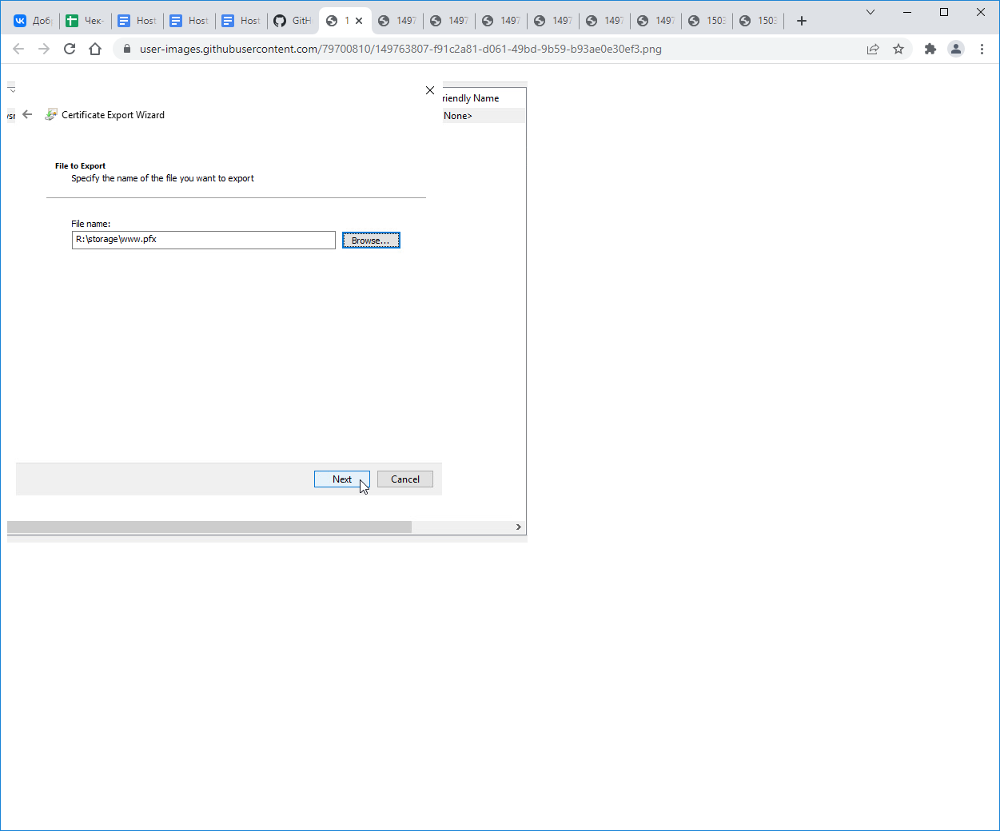 Доб Чек- Host Host Host GitH 1 1497 1497 1497 1497 1497 1497 1503 1503
user-images.githubusercontent.com/79700810/149763807-f91c2a81-d061-49bd-9b59-b93ae0e30ef3.png
riendly Name
Certificate Export Wizard
None>
File to Export
Specify the name of the file you want to export
File name:
R:\storage\www.pfx
Browse...
Next Cancel